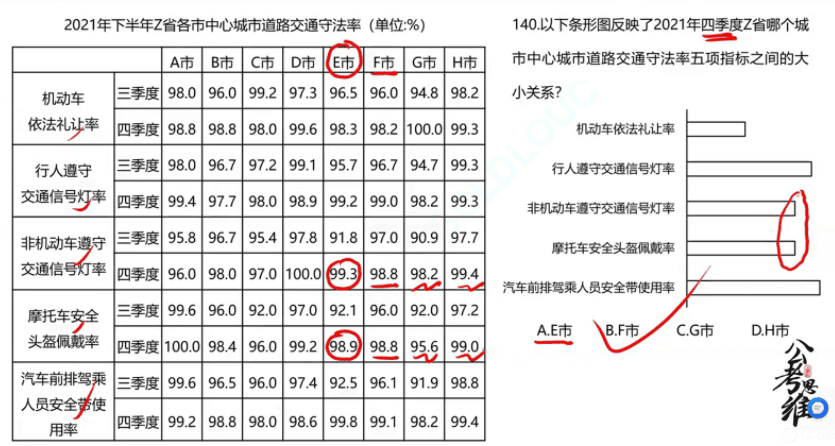 2021年下半年Z省各市中心城市道路交通守法率（单位:%）
A市 B市 C市 D市 E市 F市 G市 H市
机动车依法礼让率 三季度 98.0 96.0 99.2 97.3 96.5 96.0 94.8 98.2
四季度 98.8 98.8 98.0 99.6 98.3 98.2 100.0 99.3
行人遵守交通信号灯率 三季度 98.0 96.7 97.2 99.1 95.7 96.7 94.7 99.3
四季度 99.4 97.7 98.0 98.9 99.2 99.0 98.2 99.3
非机动车遵守交通信号灯率 三季度 95.8 96.7 95.4 97.8 91.8 97.0 90.9 97.7
四季度 96.0 98.0 97.0 100.0 99.3 98.8 98.2 99.4
摩托车安全头盔佩戴率 三季度 99.6 96.0 92.0 97.0 92.1 96.0 92.0 97.2
四季度 100.0 98.4 96.0 99.2 98.9 98.8 95.6 99.0
汽车前排驾乘人员安全带使用率 三季度 99.6 96.5 96.0 97.4 92.5 96.1 91.9 98.8
四季度 99.2 98.8 98.0 98.6 99.8 99.1 98.2 99.4
140.以下条形图反映了2021年四季度Z省哪个城
市中心城市道路交通守法率五项指标之间的大
小关系？
机动车依法礼让率
行人遵守交通信号灯率
非机动车遵守交通信号灯率
摩托车安全头盔佩戴率
汽车前排驾乘人员安全带使用率
A.E市 B.F市 C.G市 D.H市
公考思维